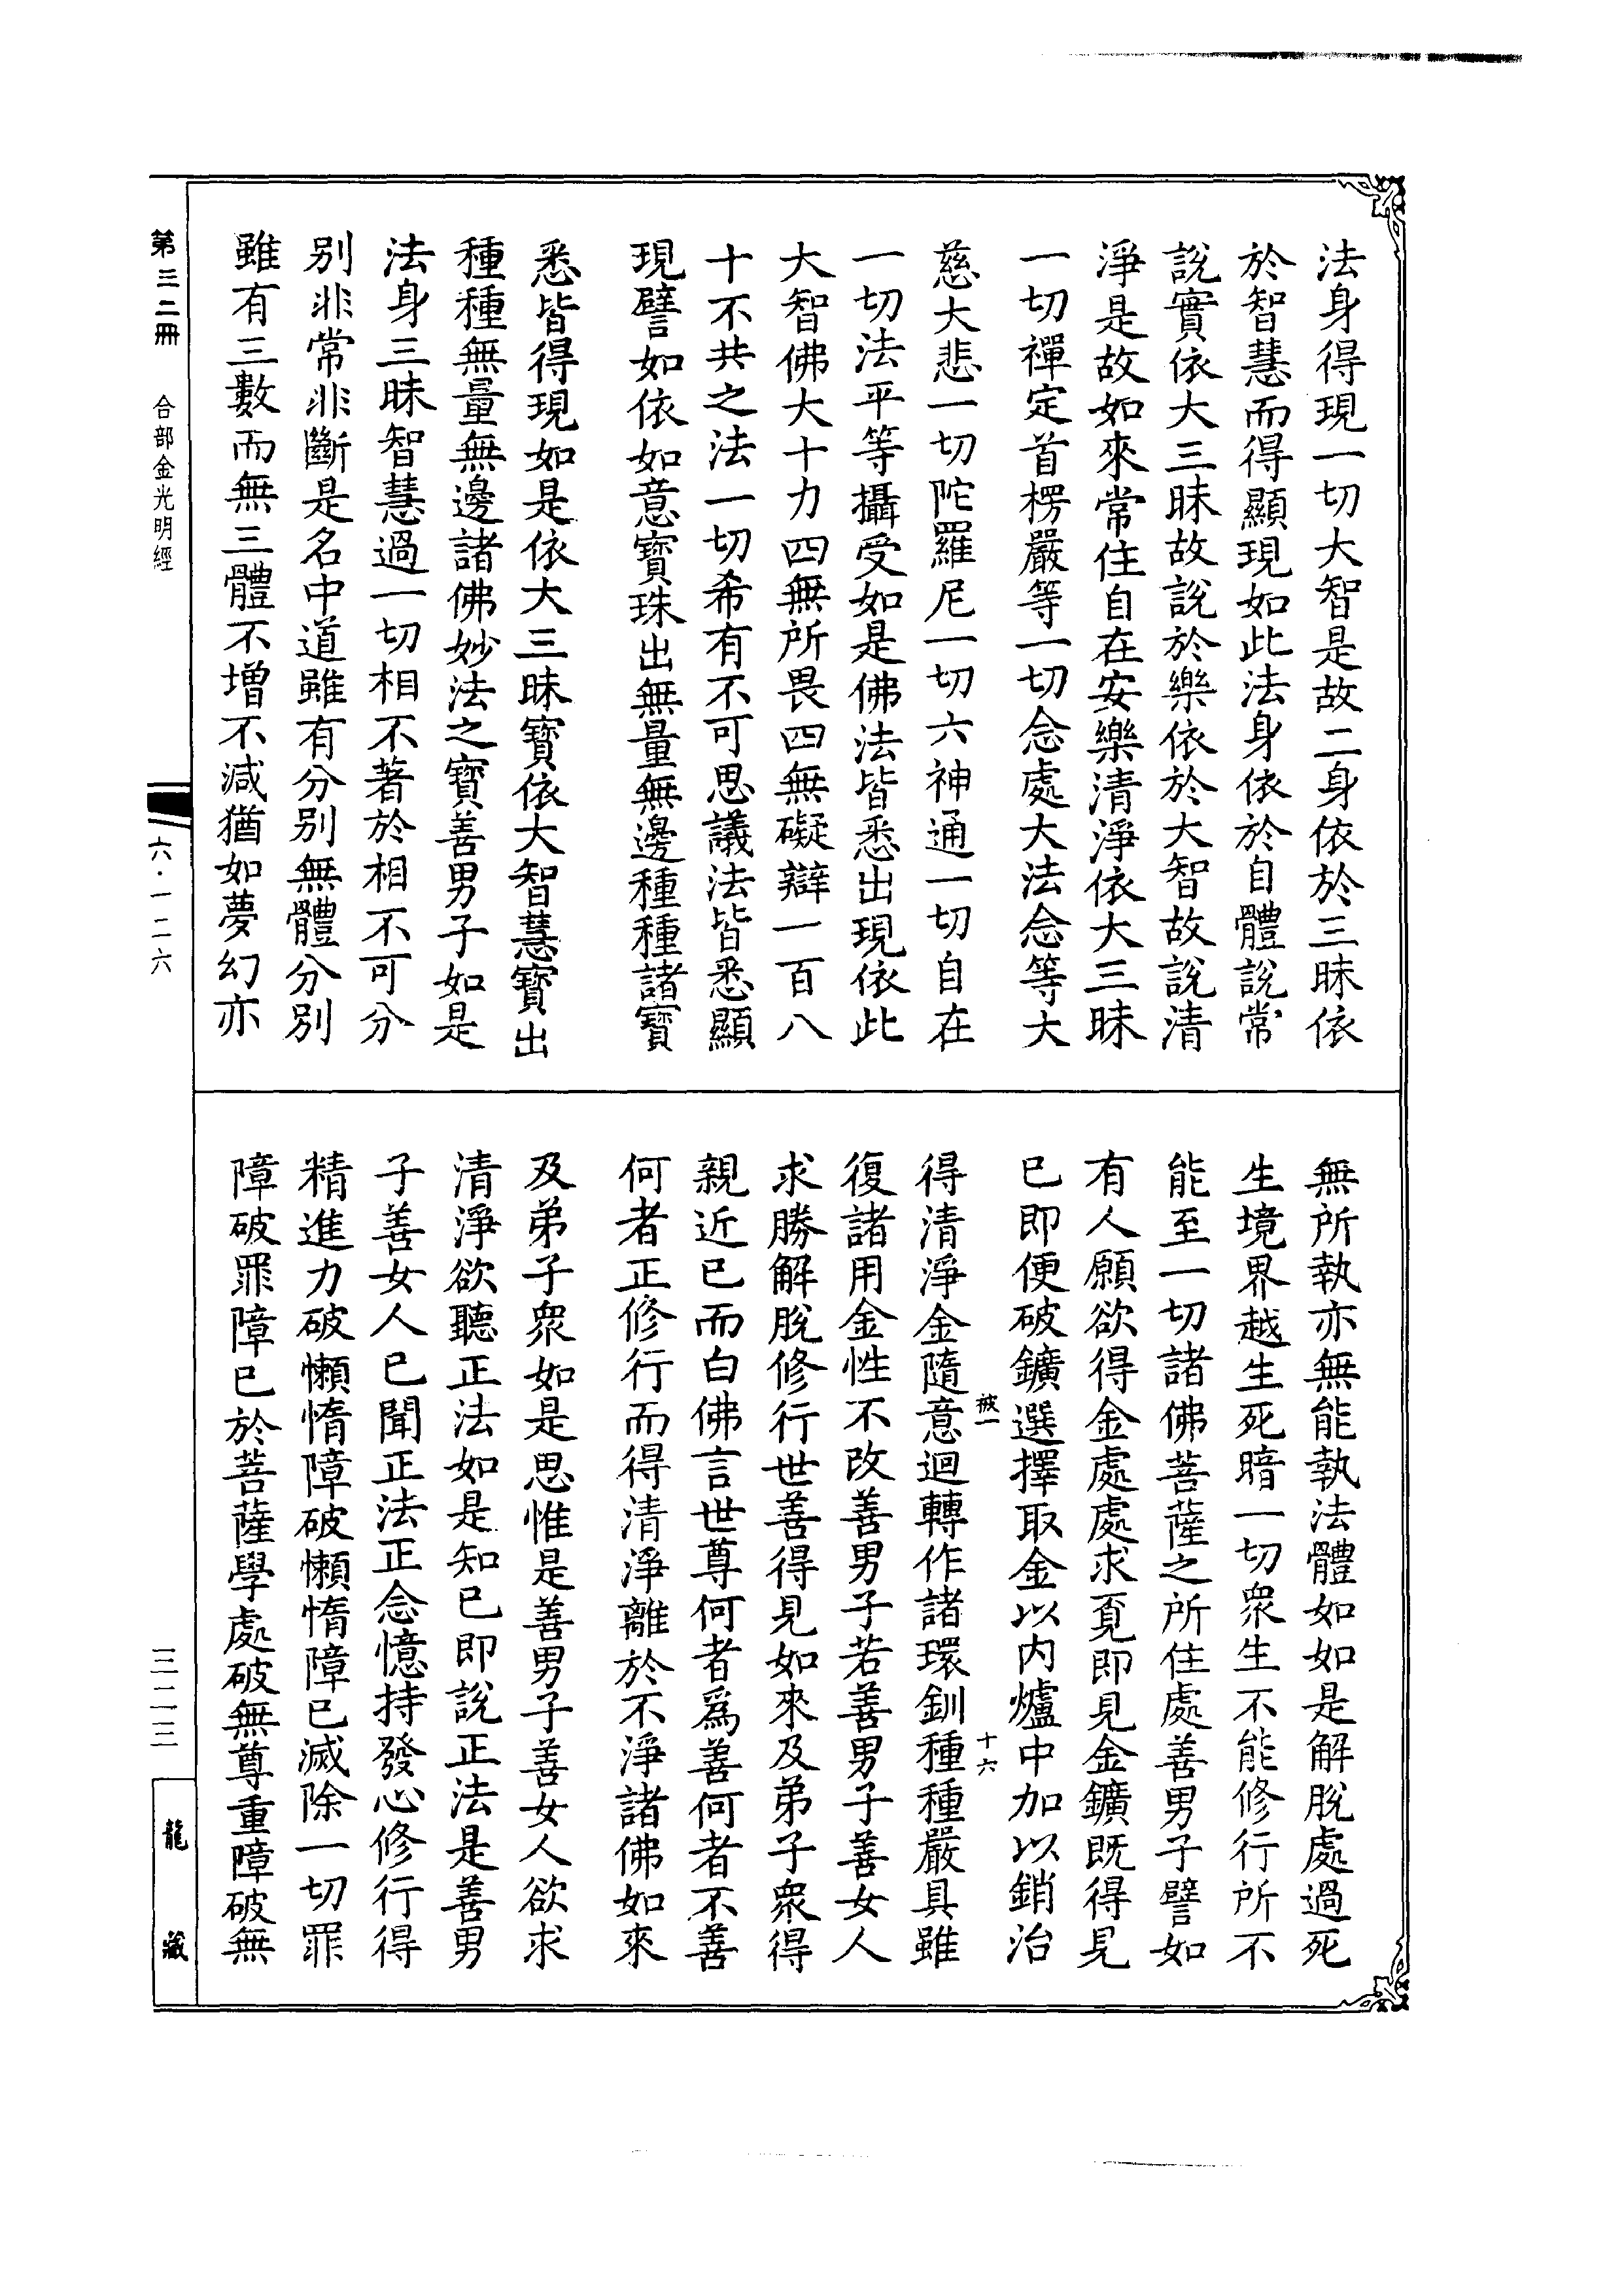 法身得現一切大智是故二身依於三昧依
於智慧而得顯現如此法身依於自體說常
說實依大三昧故說於樂依於大智故說清
淨是故如來常住自在安樂清淨依大三昧
一切禪定首楞嚴等一切念處大法念等大
慈大悲一切陀羅尼一切六神通一切自在
一切法平等攝受如是佛法皆悉出現依此
大智佛大十力四無所畏四無礙辯一百八
十不共之法一切希有不可思議法皆悉顯
現譬如依如意寶珠出無量無邊種種諸寶
悉皆得現如是依大三昧寶依大智慧寶出
種種無量無邊諸佛妙法之寶善男子如是
法身三昧智慧過一切相不著於相不可分
別非常非斷是名中道雖有分別無體分別
雖有三數而無三體不增不減猶如夢幻亦
無所執亦無能執法體如如是解脫處過死
生境界越生死暗一切衆生不能修行所不
能至一切諸佛菩薩之所住處善男子譬如
有人願欲得金處處求覓即見金鑛既得見
已即便破鑛選擇取金以內爐中加以銷治
得清淨金隨意迴轉作諸環釧種種嚴具雖
復諸用金性不改善男子若善男子善女人
求勝解脫修行世善得見如來及弟子衆得
親近已而白佛言世尊何者爲善何者不善
何者正修行而得清淨離於不淨諸佛如來
及弟子衆如是思惟是善男子善女人欲求
清淨欲聽正法如是知已即說正法是善男
子善女人已聞正法正念憶持發心修行得
精進力破懶惰障破懶惰障已滅除一切罪
障破罪障已於菩薩學處破無尊重障破無
被一
十六
第三二冊
合部金光明經
六·一二六
三二三
龍藏